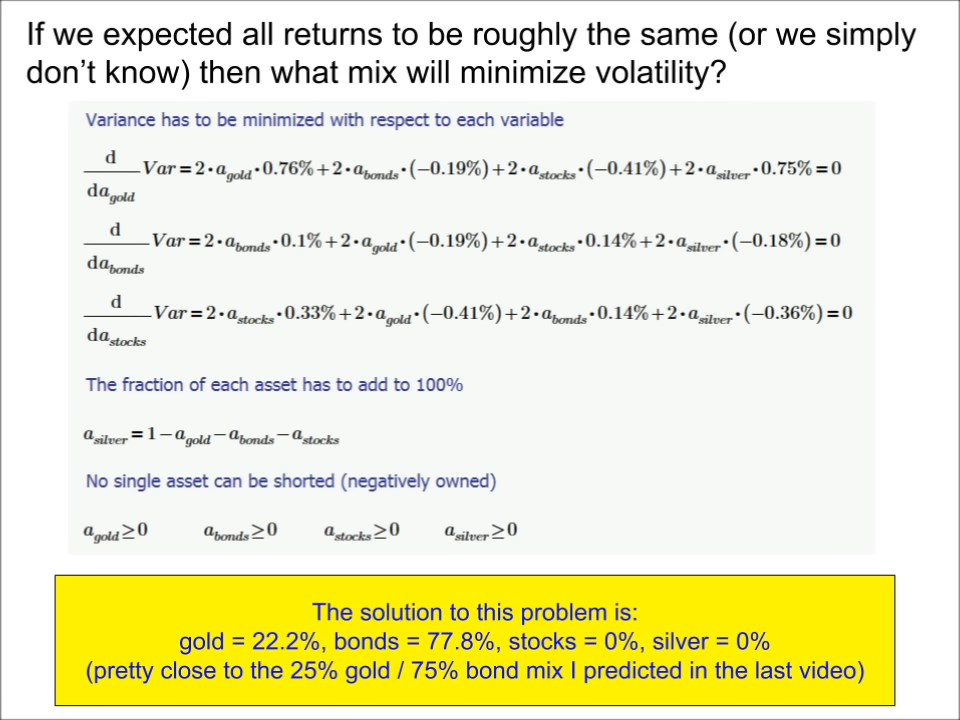 If we expected all returns to be roughly the same (or we simply
don't know) then what mix will minimize volatility?
Variance has to be minimized with respect to each variable
d/da_gold Var = 2·a_gold·0.76% + 2·a_bonds·(−0.19%) + 2·a_stocks·(−0.41%) + 2·a_silver·0.75% = 0
d/da_bonds Var = 2·a_bonds·0.1% + 2·a_gold·(−0.19%) + 2·a_stocks·0.14% + 2·a_silver·(−0.18%) = 0
d/da_stocks Var = 2·a_stocks·0.33% + 2·a_gold·(−0.41%) + 2·a_bonds·0.14% + 2·a_silver·(−0.36%) = 0
The fraction of each asset has to add to 100%
a_silver = 1 − a_gold − a_bonds − a_stocks
No single asset can be shorted (negatively owned)
a_gold ≥ 0 a_bonds ≥ 0 a_stocks ≥ 0 a_silver ≥ 0
The solution to this problem is:
gold = 22.2%, bonds = 77.8%, stocks = 0%, silver = 0%
(pretty close to the 25% gold / 75% bond mix I predicted in the last video)